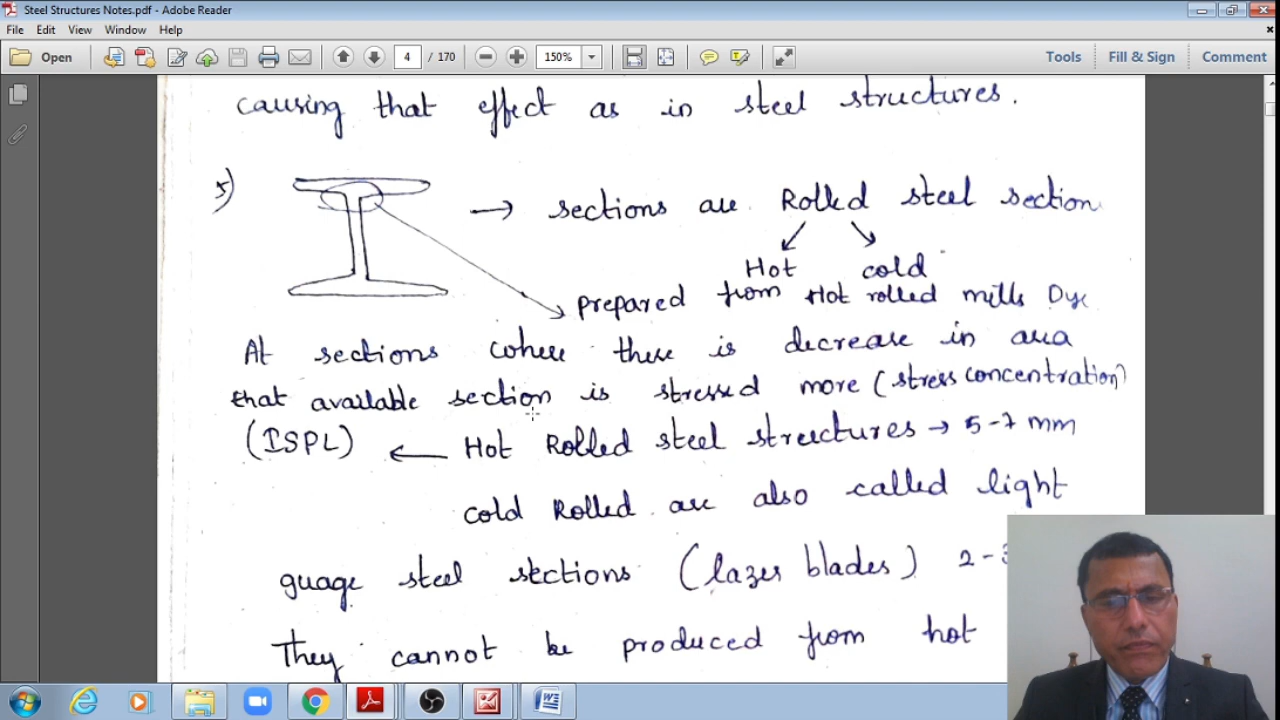 Steel Structures Notes.pdf - Adobe Reader
File Edit View Window Help
Open 4 / 170 150% Tools Fill & Sign Comment
causing that effect as in steel structures.
5) → sections are Rolled steel section
Hot cold
prepared from Hot rolled mills Dye
At sections where there is decrease in area
that available section is stressed more (stress concentration)
(ISPL) ← Hot Rolled steel structures → 5-7 mm
cold Rolled are also called light
guage steel sections (lazer blades) 2-3
They cannot be produced from hot